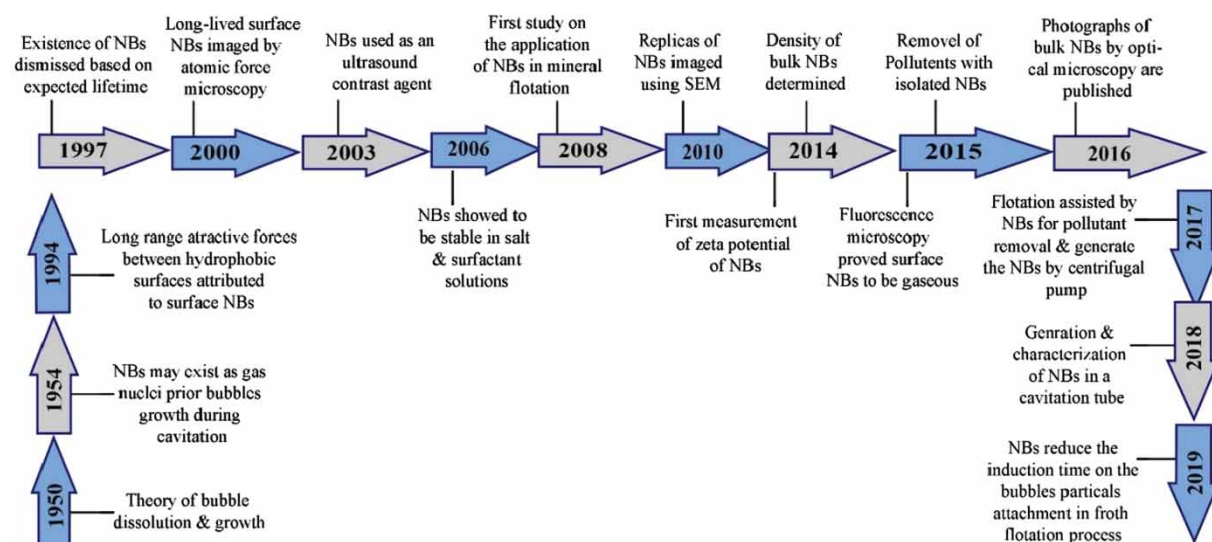 Existence of NBs
dismissed based on
expected lifetime
Long-lived surface
NBs imaged by
atomic force
microscopy
NBs used as an
ultrasound
contrast agent
First study on
the application
of NBs in mineral
flotation
Replicas of
NBs imaged
using SEM
Density of
bulk NBs
determined
Removel of
Pollutents with
isolated NBs
Photographs of
bulk NBs by opti-
cal microscopy are
published
1997
2000
2003
2006
2008
2010
2014
2015
2016
NBs showed to
be stable in salt
& surfactant
solutions
First measurement
of zeta potential
of NBs
Fluorescence
microscopy
proved surface
NBs to be gaseous
1994
Long range atractive forces
between hydrophobic
surfaces attributed
to surface NBs
1954
NBs may exist as gas
nuclei prior bubbles
growth during
cavitation
1950
Theory of bubble
dissolution & growth
Flotation assisted by
NBs for pollutant
removal & generate
the NBs by centrifugal
pump
2017
Genration &
characterization
of NBs in a
cavitation tube
2018
NBs reduce the
induction time on the
bubbles particals
attachment in froth
flotation process
2019